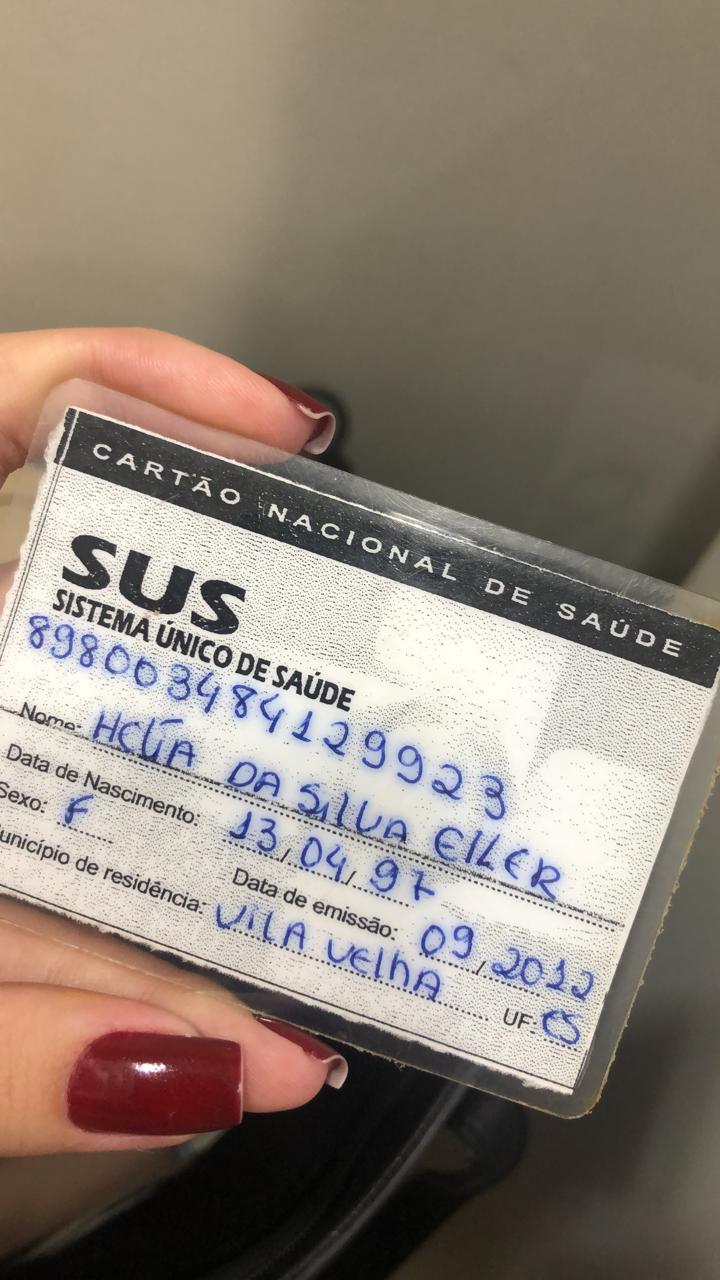 CARTÃO NACIONAL DE SAÚDE
SUS
SISTEMA ÚNICO DE SAÚDE
898003484129923
Nome: DA SILVA EILER
Data de Nascimento: 13/04/97
Sexo: F
Data de emissão: 09/2012
unicípio de residência: VILA VELHA UF: ES